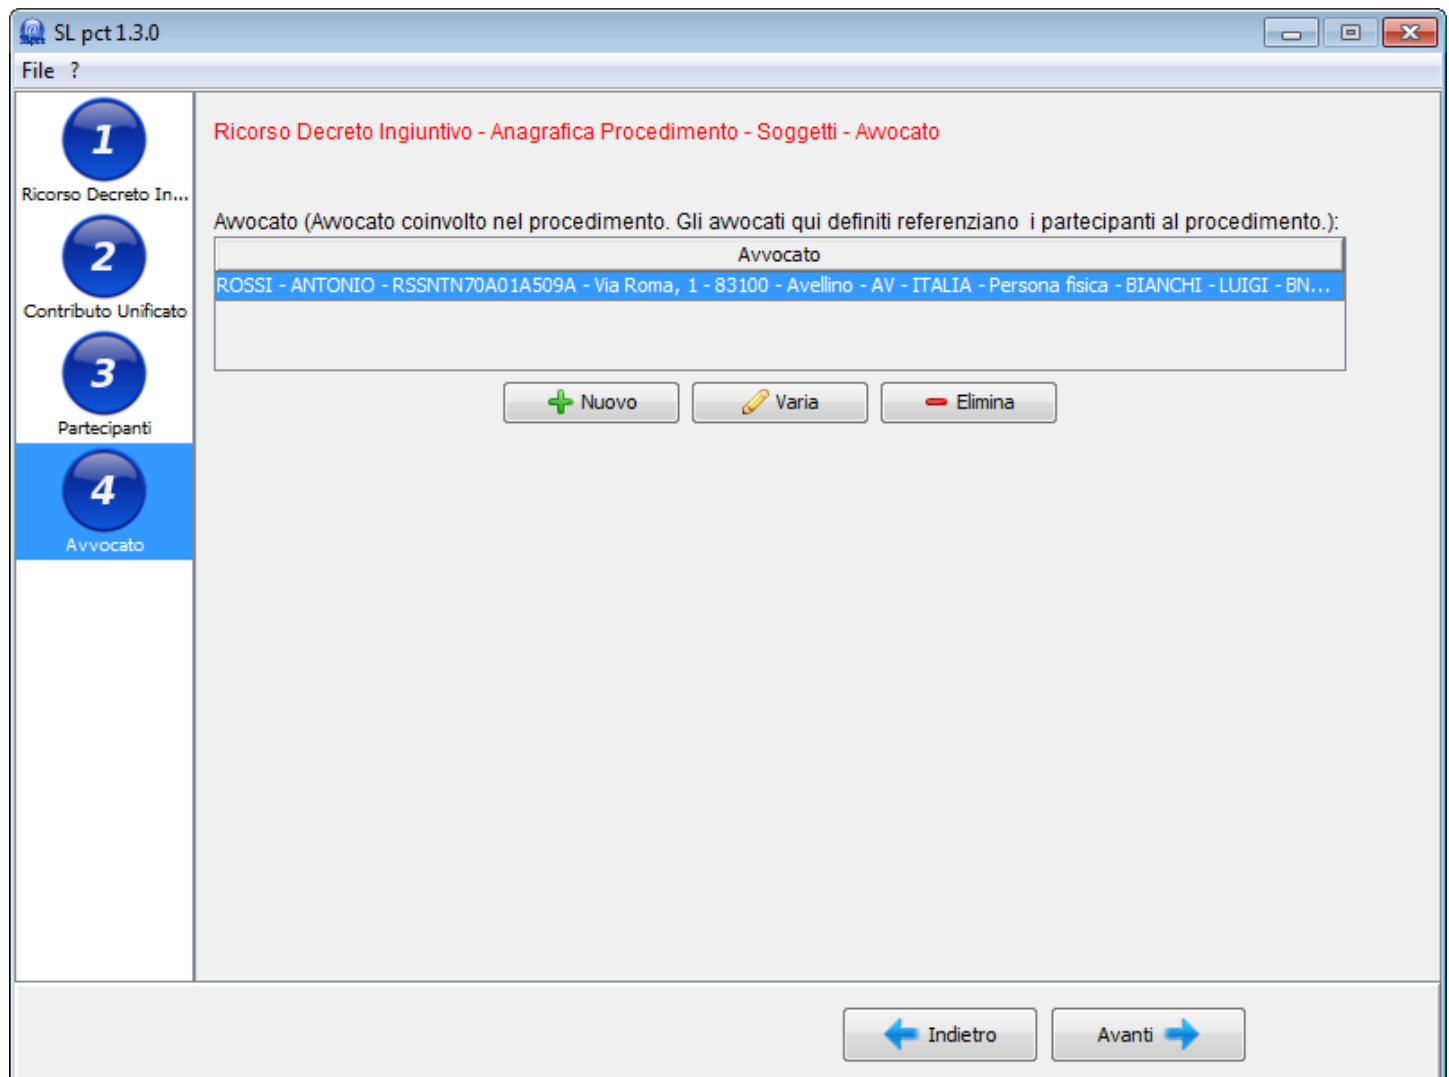 SL pct 1.3.0
File ?
1
Ricorso Decreto In...
2
Contributo Unificato
3
Partecipanti
4
Avvocato
Ricorso Decreto Ingiuntivo - Anagrafica Procedimento - Soggetti - Avvocato
Avvocato (Avvocato coinvolto nel procedimento. Gli avvocati qui definiti referenziano i partecipanti al procedimento.):
Avvocato
ROSSI - ANTONIO - RSSNTN70A01A509A - Via Roma, 1 - 83100 - Avellino - AV - ITALIA - Persona fisica - BIANCHI - LUIGI - BN...
Nuovo
Varia
Elimina
Indietro
Avanti